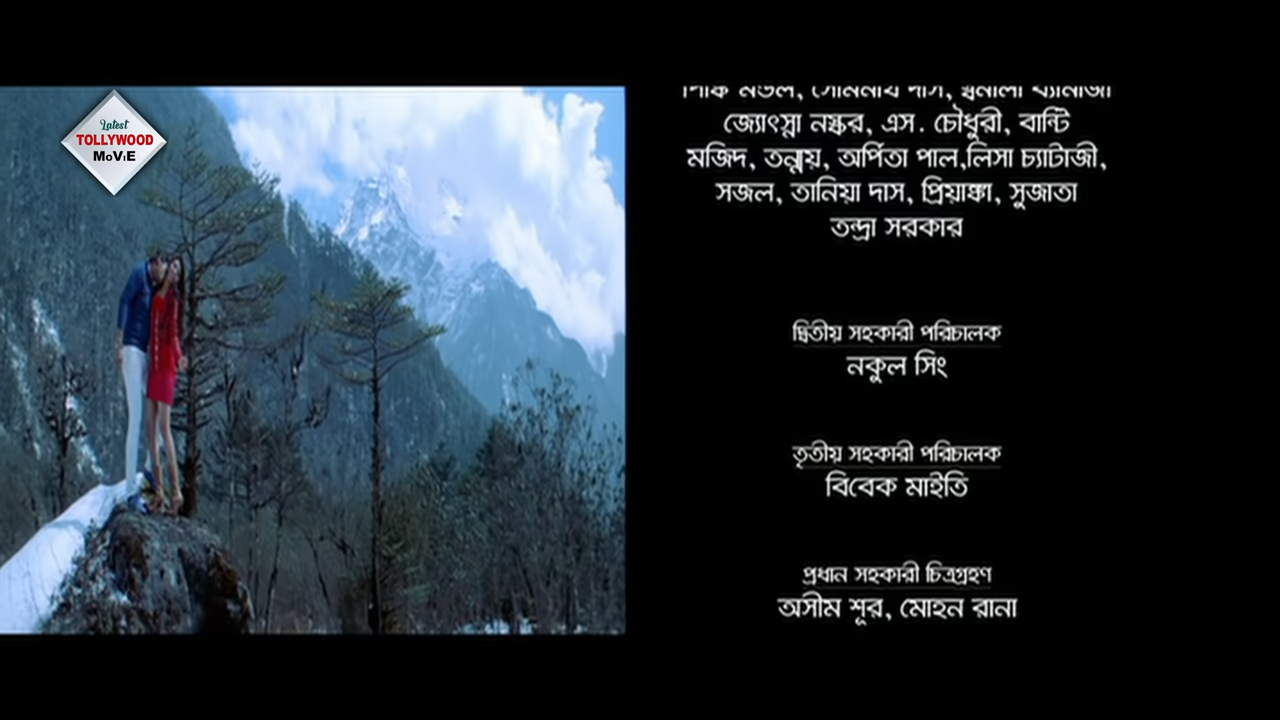 Latest
TOLLYWOOD
MoViE
জ্যোৎস্না নস্কর, এস. চৌধুরী, বান্টি
মজিদ, তন্ময়, অর্পিতা পাল,লিসা চ্যাটাজী,
সজল, তানিয়া দাস, প্রিয়াঙ্কা, সুজাতা
তন্দ্রা সরকার
দ্বিতীয় সহকারী পরিচালক
নকুল সিং
তৃতীয় সহকারী পরিচালক
বিবেক মাইতি
প্রধান সহকারী চিত্রগ্রহণ
অসীম শূর, মোহন রানা